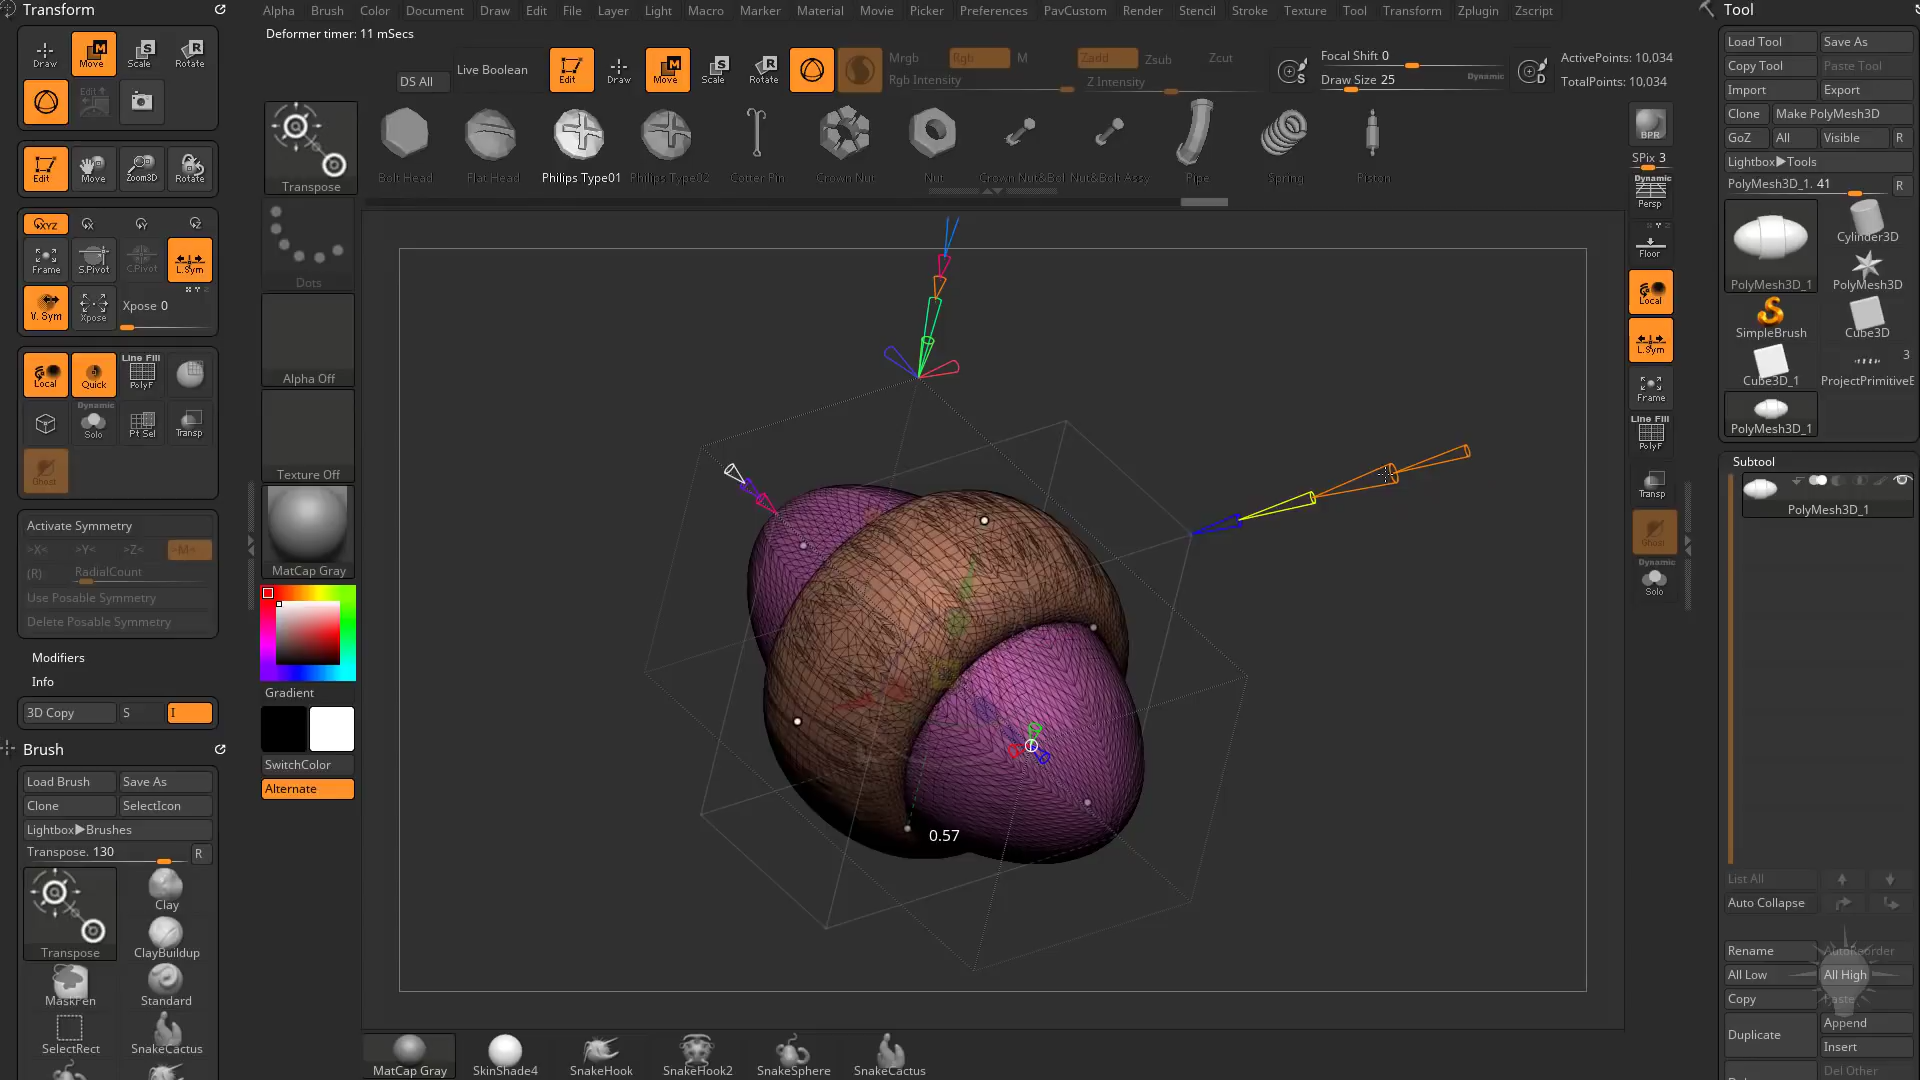 Transform
Alpha Brush Color Document Draw Edit File Layer Light Macro Marker Material Movie Picker Preferences PavCustom Render Stencil Stroke Texture Tool Transform Zplugin Zscript
Tool
Deformer timer: 11 mSecs
Draw Move Scale Rotate
Edit
DS All
Live Boolean
Edit Draw Move Scale Rotate
Mrgb Rgb M
Rgb Intensity
Zadd Zsub Zcut
Z Intensity
Focal Shift 0
Draw Size 25
Dynamic
ActivePoints: 10,034
TotalPoints: 10,034
Load Tool Save As
Copy Tool Paste Tool
Import Export
Clone Make PolyMesh3D
GoZ All Visible R
Lightbox▶Tools
PolyMesh3D_1. 41 R
PolyMesh3D_1
Cylinder3D
PolyMesh3D
SimpleBrush Cube3D
3
Cube3D_1 ProjectPrimitiveE
PolyMesh3D_1
Subtool
PolyMesh3D_1
List All
Auto Collapse
Rename AutoReorder
All Low All High
Copy Paste
Duplicate
Append
Insert
Del Other
Edit Move Zoom3D Rotate
XYZ X Y Z
Frame S.Pivot C.Pivot L.Sym
V. Sym Xpose Xpose 0
Local Quick
Line Fill
PolyF
Dynamic
Solo Pt Sel Transp
Ghost
Activate Symmetry
>X< >Y< >Z< >M<
(R) RadialCount
Use Posable Symmetry
Delete Posable Symmetry
Modifiers
Info
3D Copy S I
Brush
Load Brush Save As
Clone SelectIcon
Lightbox▶Brushes
Transpose. 130 R
Transpose
Clay
ClayBuildup
MaskPen Standard
SelectRect SnakeCactus
Transpose
Dots
Alpha Off
Texture Off
MatCap Gray
Gradient
SwitchColor
Alternate
Bolt Head Flat Head Philips Type01 Philips Type02 Cotter Pin Crown Nut Nut Crown Nut&Bol Nut&Bolt Assy Pipe Spring Piston
BPR
SPix 3
Dynamic
Persp
Floor
Local
L.Sym
Frame
Line Fill
PolyF
Transp
Ghost
Dynamic
Solo
0.57
MatCap Gray SkinShade4 SnakeHook SnakeHook2 SnakeSphere SnakeCactus